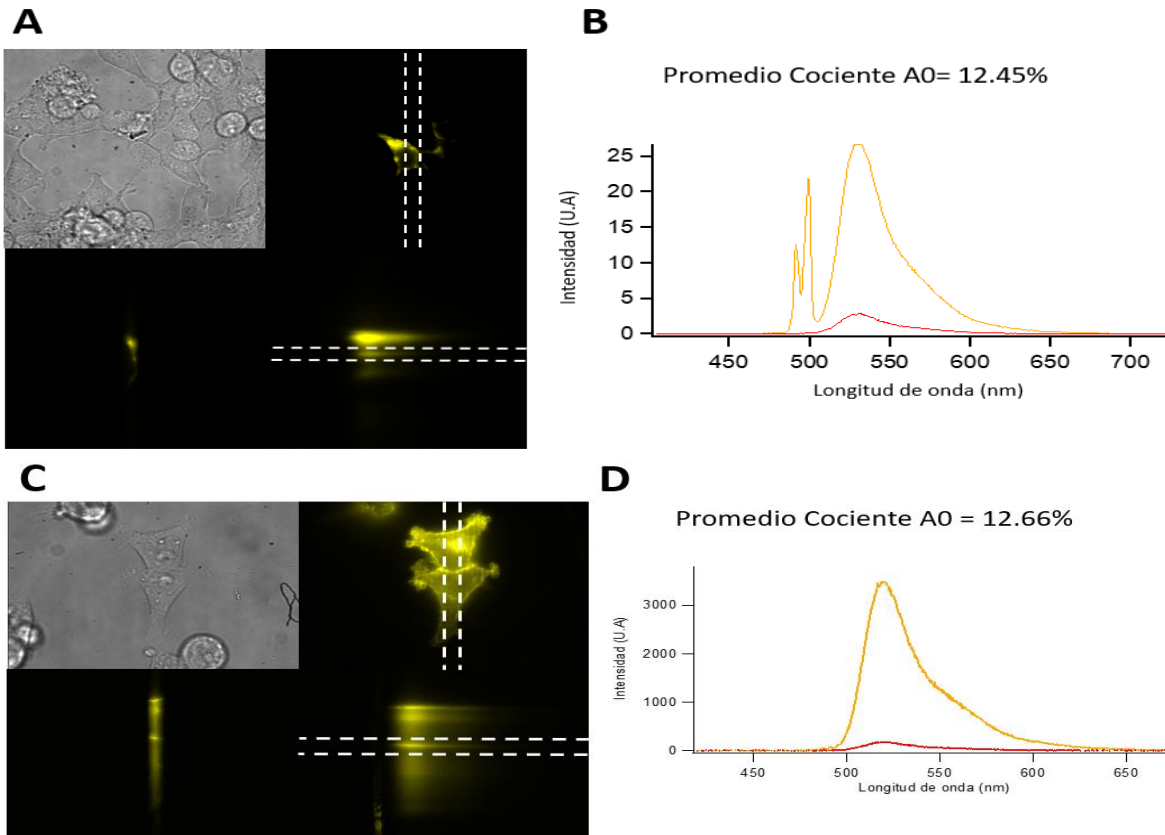 A
B
Promedio Cociente A0= 12.45%
Intensidad (U.A)
25
20
15
10
5
0
450 500 550 600 650 700
Longitud de onda (nm)
C
D
Promedio Cociente A0 = 12.66%
Intensidad (U.A)
3000
2000
1000
0
450 500 550 600 650
Longitud de onda (nm)